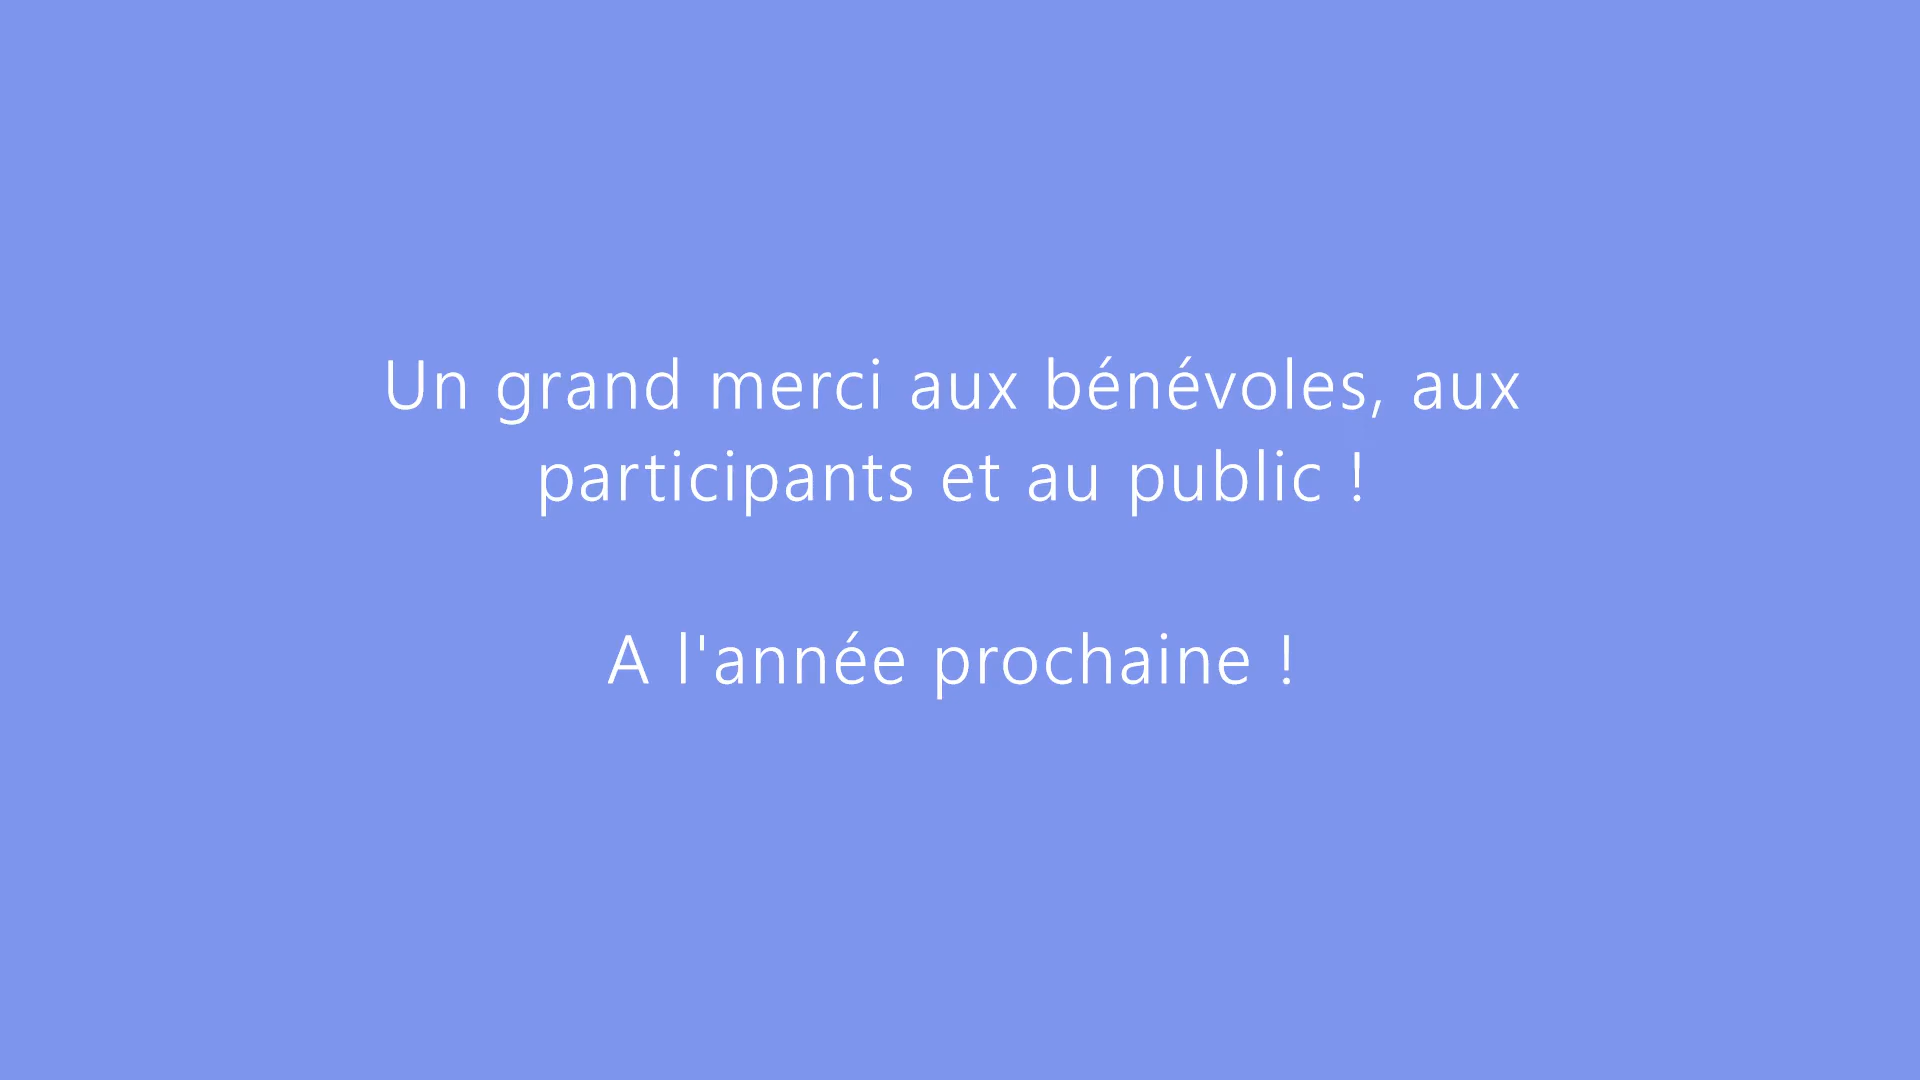 Un grand merci aux bénévoles, aux
participants et au public !
A l'année prochaine !